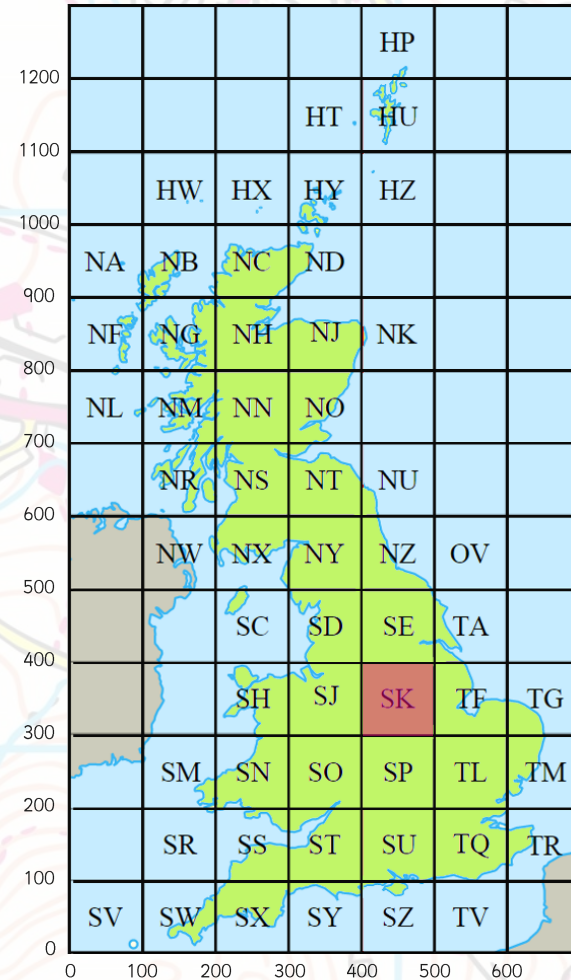 HP
1200
HT HU
1100
HW HX HY HZ
1000
NA NB NC ND
900
NF NG NH NJ NK
800
NL NM NN NO
700
NR NS NT NU
600
NW NX NY NZ OV
500
SC SD SE TA
400
SH SJ SK TF TG
300
SM SN SO SP TL TM
200
SR SS ST SU TQ TR
100
SV SW SX SY SZ TV
0
0 100 200 300 400 500 600